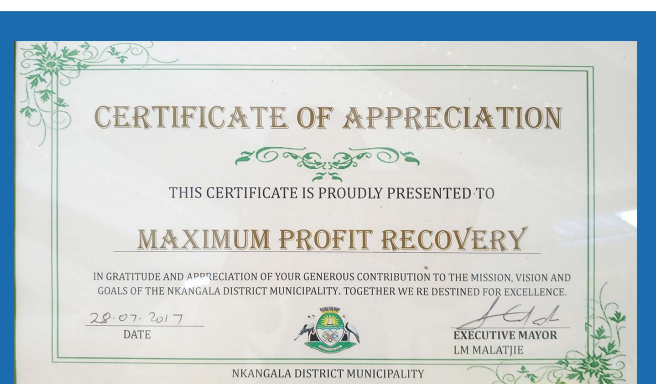 CERTIFICATE OF APPRECIATION
THIS CERTIFICATE IS PROUDLY PRESENTED TO
MAXIMUM PROFIT RECOVERY
IN GRATITUDE AND APPRECIATION OF YOUR GENEROUS CONTRIBUTION TO THE MISSION, VISION AND
GOALS OF THE NKANGALA DISTRICT MUNICIPALITY. TOGETHER WE RE DESTINED FOR EXCELLENCE.
28-07-2017
DATE
EXECUTIVE MAYOR
LM MALATJIE
NKANGALA DISTRICT MUNICIPALITY